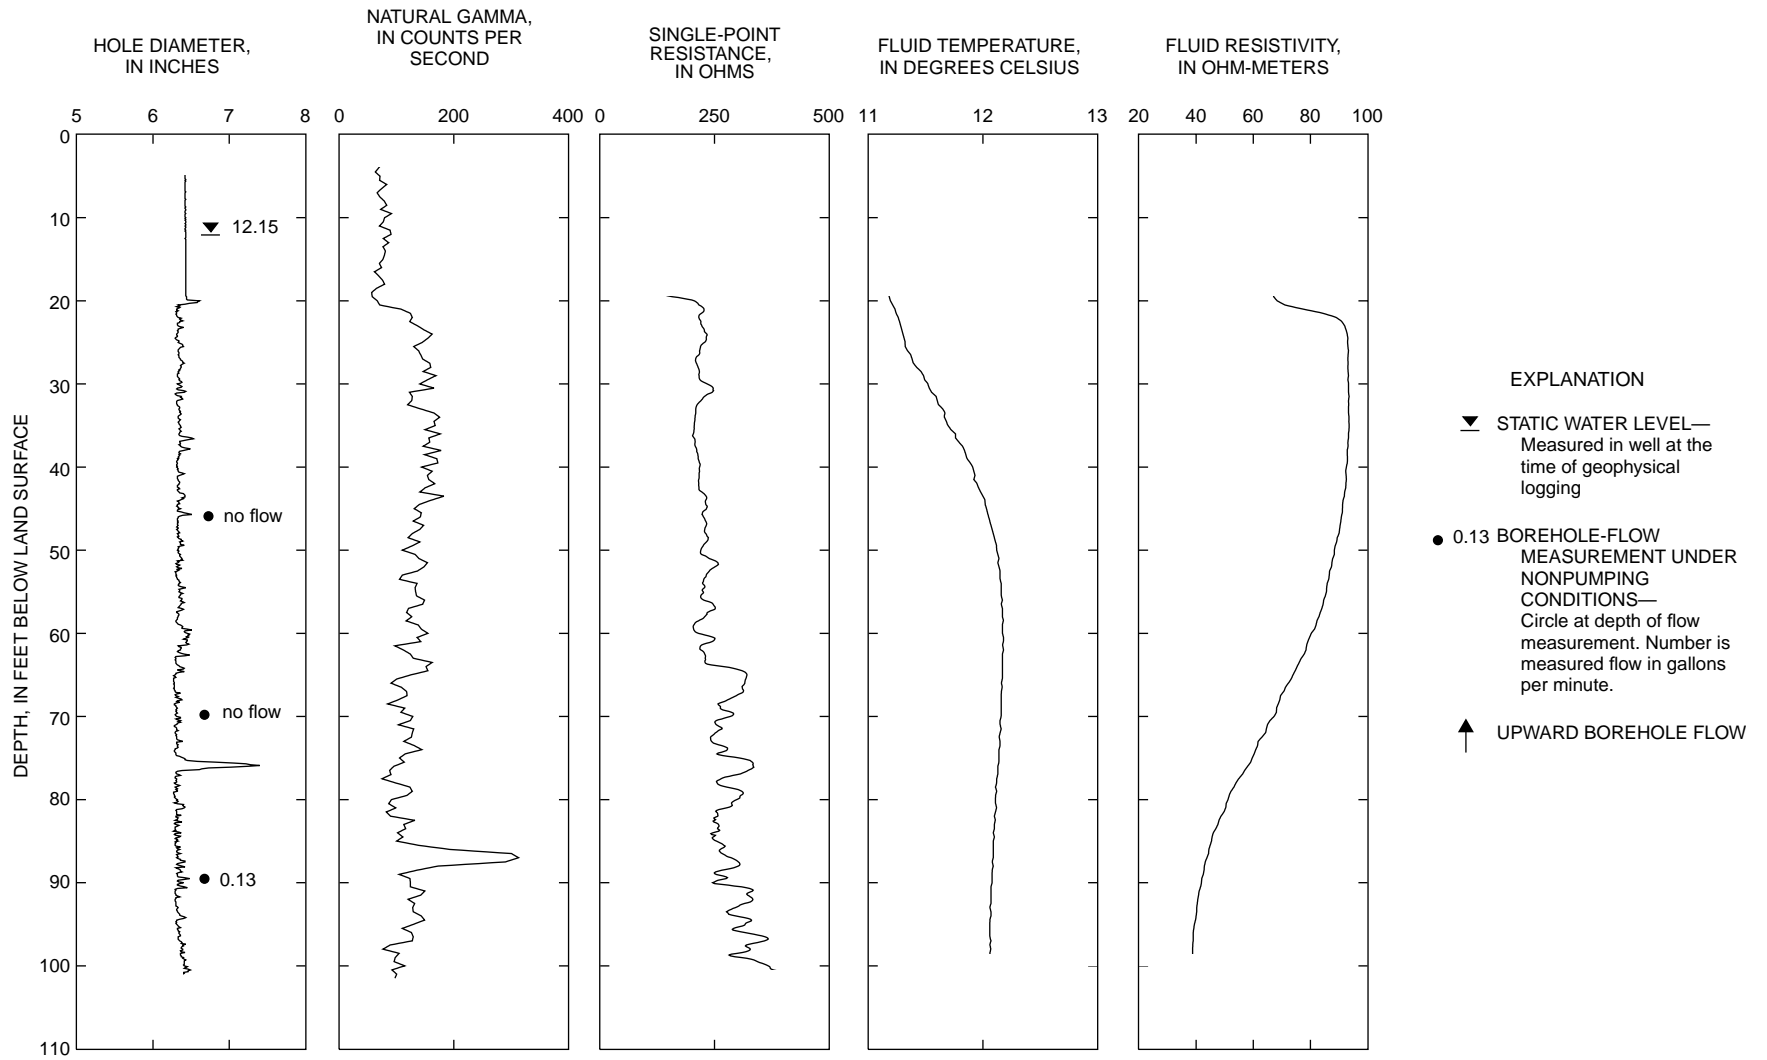 HOLE DIAMETER,
IN INCHES
NATURAL GAMMA,
IN COUNTS PER
SECOND
SINGLE-POINT
RESISTANCE,
IN OHMS
FLUID TEMPERATURE,
IN DEGREES CELSIUS
FLUID RESISTIVITY,
IN OHM-METERS
5 6 7 8
0 200 400
0 250 500
11 12 13
20 40 60 80 100
DEPTH, IN FEET BELOW LAND SURFACE
0
10
20
30
40
50
60
70
80
90
100
110
12.15
no flow
no flow
0.13
EXPLANATION
STATIC WATER LEVEL—
Measured in well at the
time of geophysical
logging
0.13 BOREHOLE-FLOW
MEASUREMENT UNDER
NONPUMPING
CONDITIONS—
Circle at depth of flow
measurement. Number is
measured flow in gallons
per minute.
UPWARD BOREHOLE FLOW